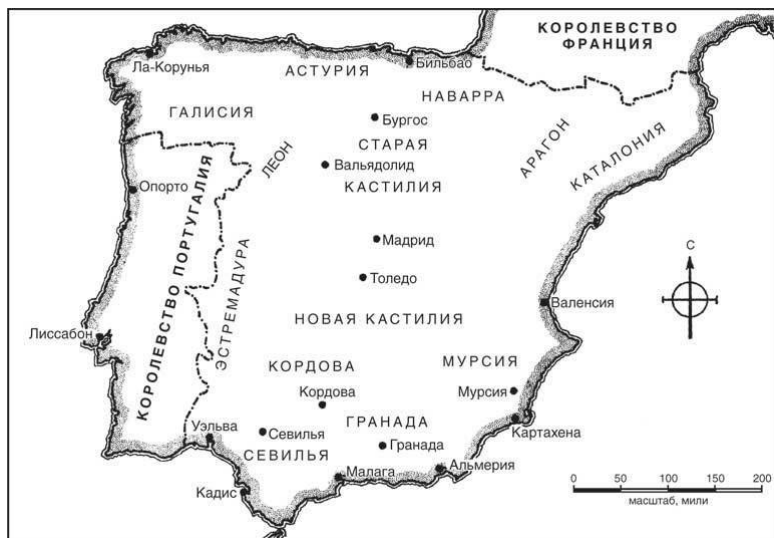 КОРОЛЕВСТВО
ФРАНЦИЯ
Ла-Корунья
АСТУРИЯ
Бильбао
НАВАРРА
ГАЛИСИЯ
Бургос
СТАРАЯ
ЛЕОН
Вальядолид
КАСТИЛИЯ
АРАГОН
КАТАЛОНИЯ
Опорто
КОРОЛЕВСТВО ПОРТУГАЛИЯ
Мадрид
ЭСТРЕМАДУРА
Толедо
С
Валенсия
НОВАЯ КАСТИЛИЯ
Лиссабон
КОРДОВА
МУРСИЯ
Кордова
Мурсия
ГРАНАДА
Картахена
Уэльва
Севилья
Гранада
СЕВИЛЬЯ
Малага
Альмерия
Кадис
0 50 100 150 200
масштаб, мили